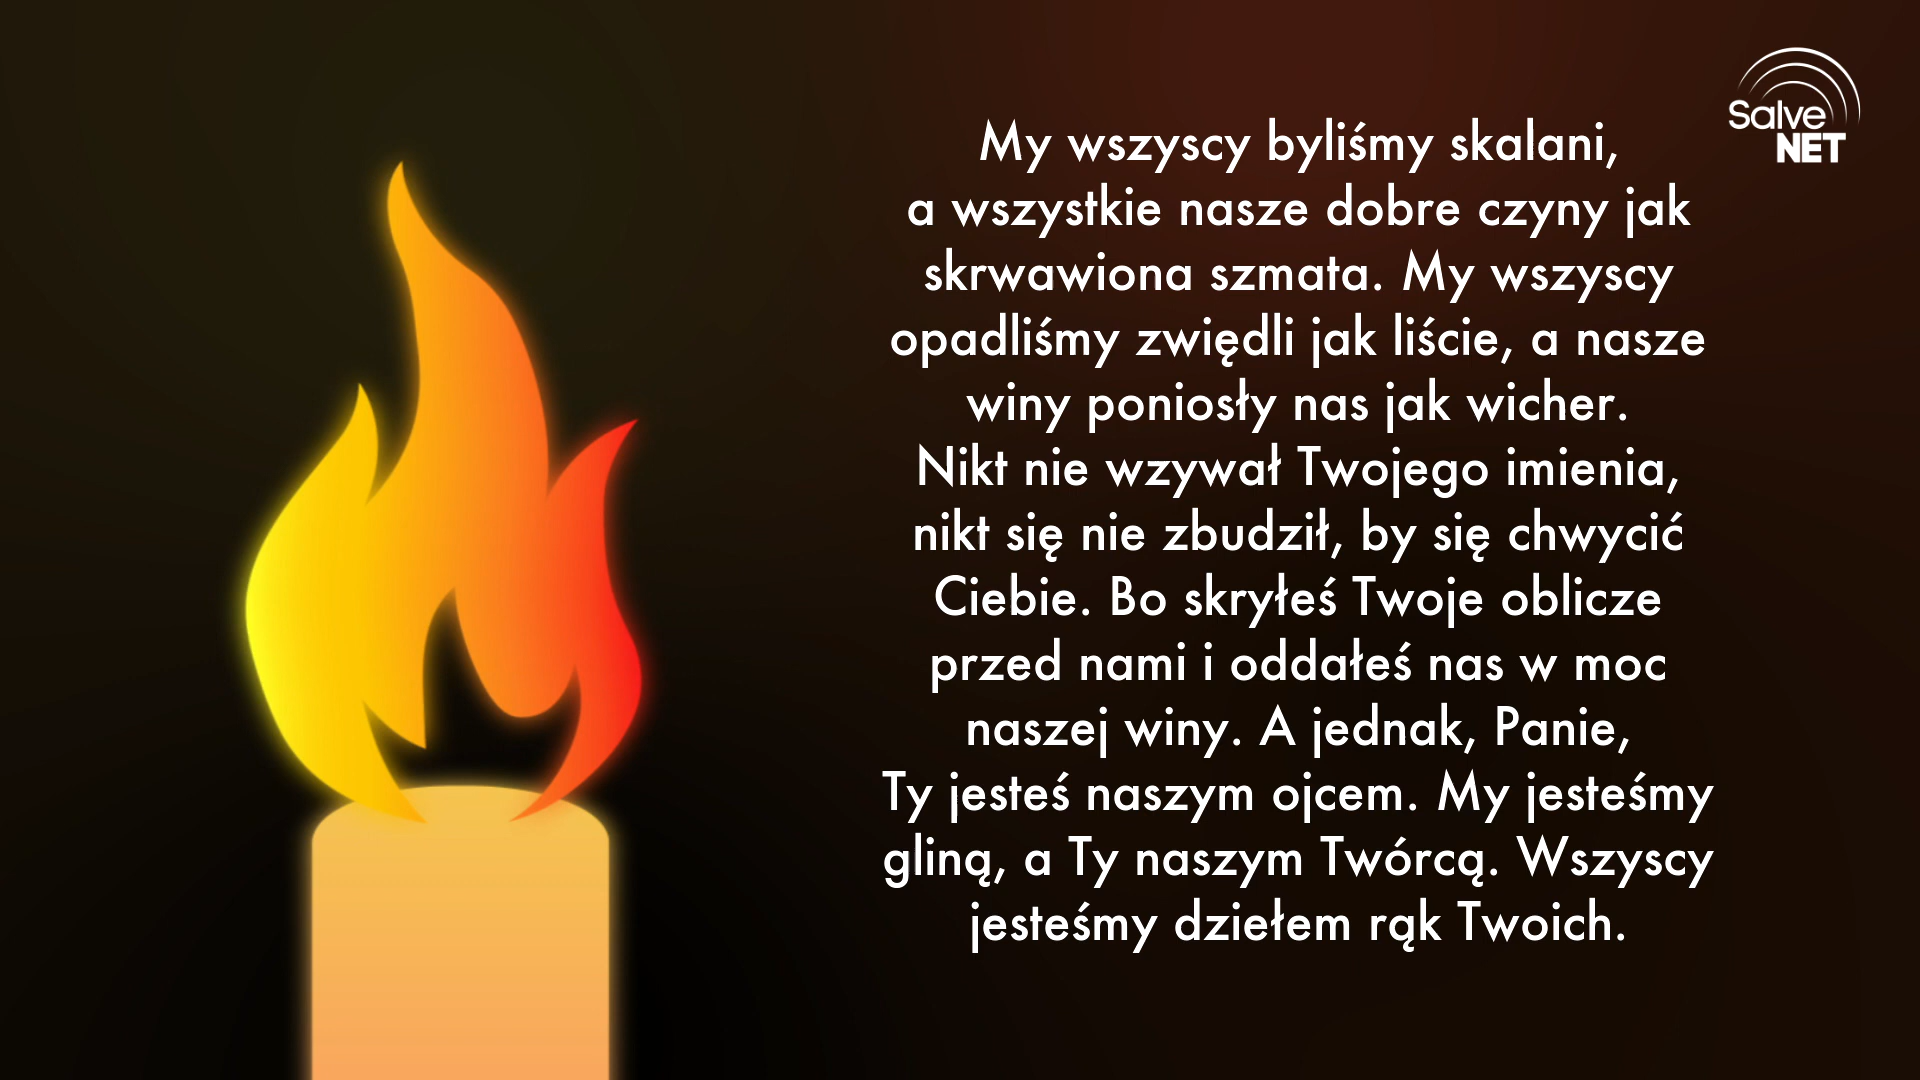 Salve
NET
My wszyscy byliśmy skalani,
a wszystkie nasze dobre czyny jak
skrwawiona szmata. My wszyscy
opadliśmy zwiędli jak liście, a nasze
winy poniosły nas jak wicher.
Nikt nie wzywał Twojego imienia,
nikt się nie zbudził, by się chwycić
Ciebie. Bo skryłeś Twoje oblicze
przed nami i oddałeś nas w moc
naszej winy. A jednak, Panie,
Ty jesteś naszym ojcem. My jesteśmy
gliną, a Ty naszym Twórcą. Wszyscy
jesteśmy dziełem rąk Twoich.